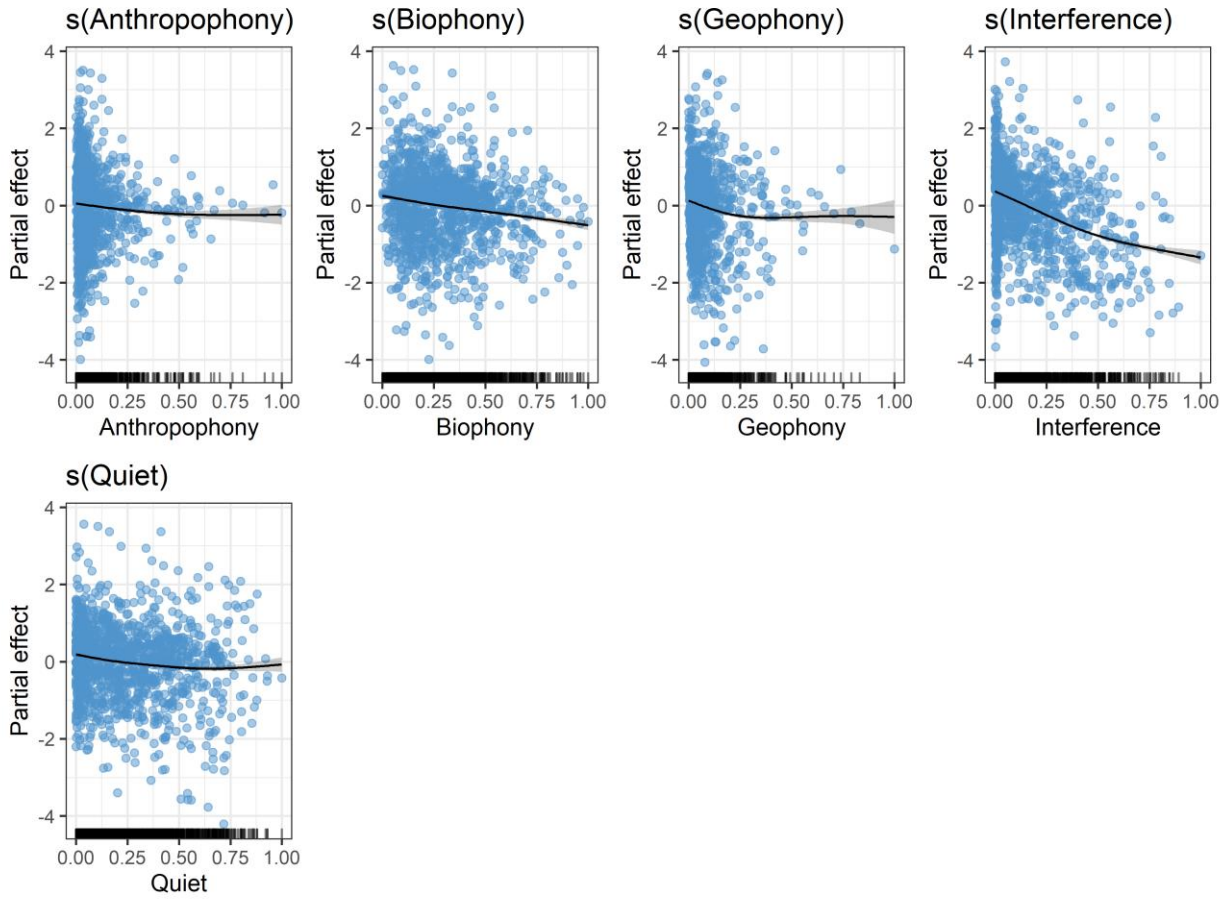 s(Anthropophony) s(Biophony) s(Geophony) s(Interference)
4 4 4 4
2 2 2 2
0 0 0 0
-2 -2 -2 -2
-4 -4 -4 -4
Partial effect Partial effect Partial effect Partial effect
0.00 0.25 0.50 0.75 1.00 0.00 0.25 0.50 0.75 1.00 0.00 0.25 0.50 0.75 1.00 0.00 0.25 0.50 0.75 1.00
Anthropophony Biophony Geophony Interference
s(Quiet)
4
2
0
-2
-4
Partial effect
0.00 0.25 0.50 0.75 1.00
Quiet